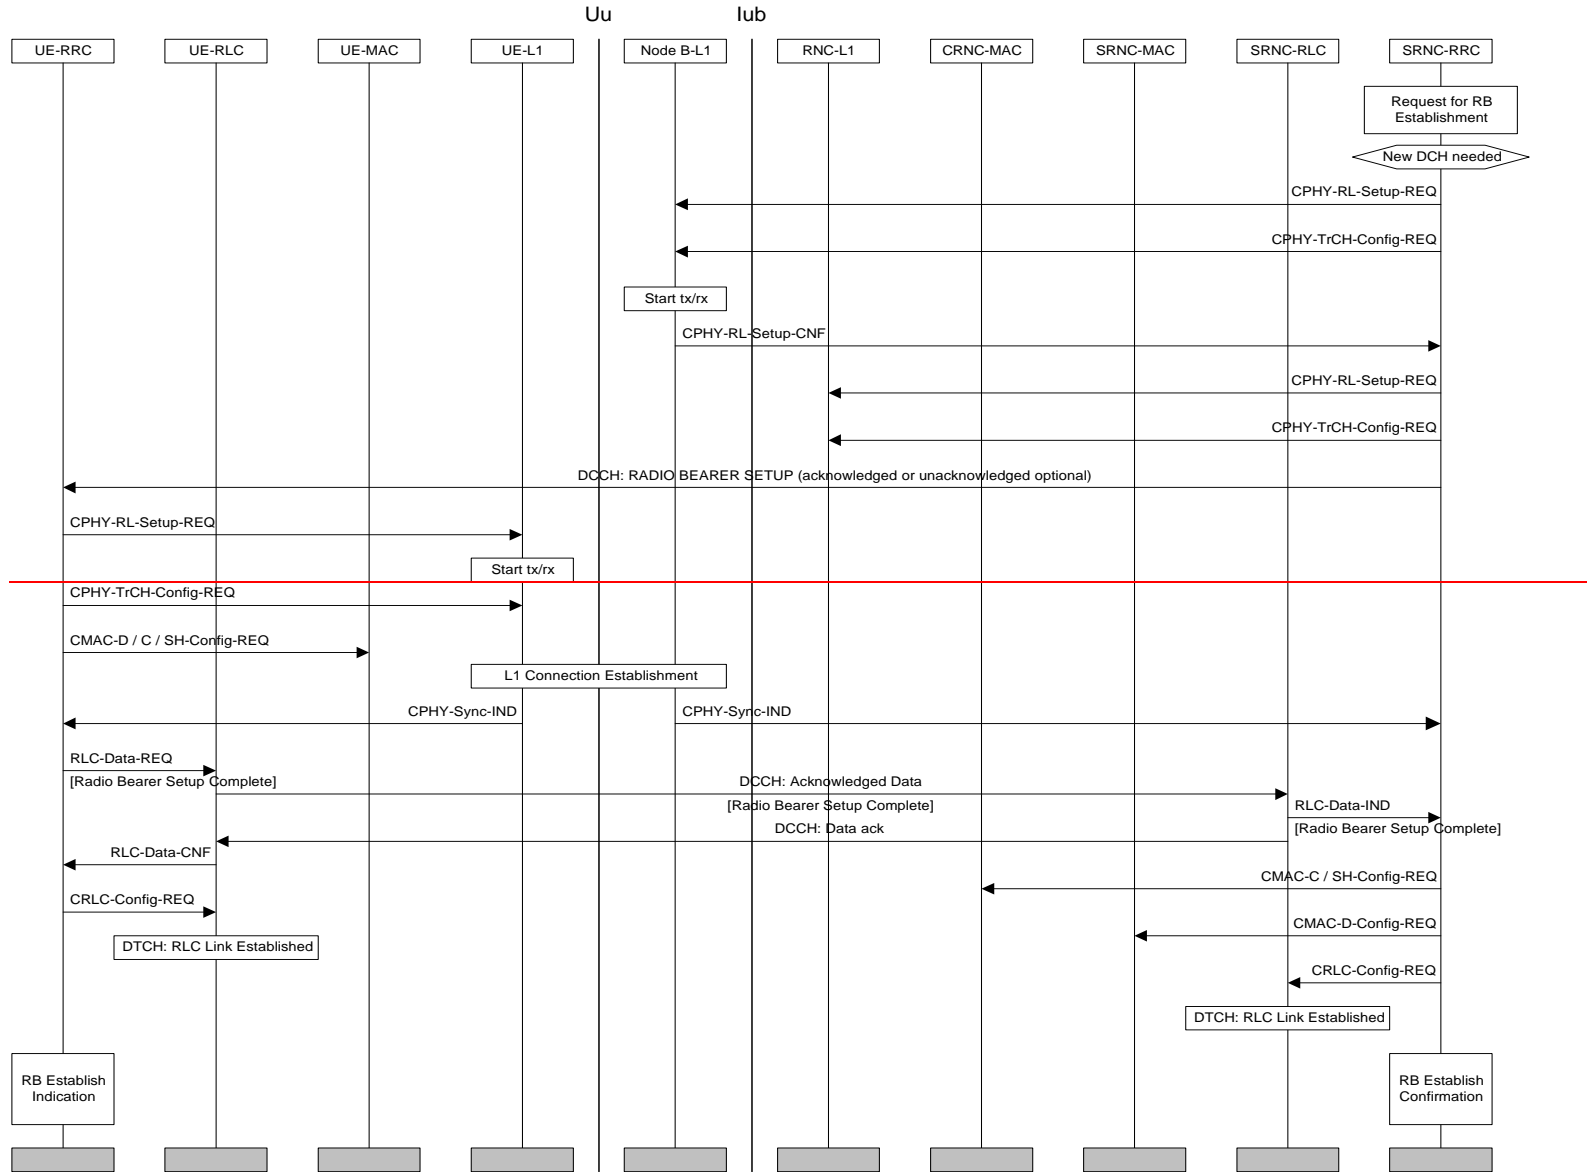 Uu
Iub
UE-RRC
UE-RLC
UE-MAC
UE-L1
Node B-L1
RNC-L1
CRNC-MAC
SRNC-MAC
SRNC-RLC
SRNC-RRC
Request for RB
Establishment
New DCH needed
CPHY-RL-Setup-REQ
CPHY-TrCH-Config-REQ
Start tx/rx
CPHY-RL-Setup-CNF
CPHY-RL-Setup-REQ
CPHY-TrCH-Config-REQ
DCCH: RADIO BEARER SETUP (acknowledged or unacknowledged optional)
CPHY-RL-Setup-REQ
Start tx/rx
CPHY-TrCH-Config-REQ
CMAC-D / C / SH-Config-REQ
L1 Connection Establishment
CPHY-Sync-IND
CPHY-Sync-IND
RLC-Data-REQ
[Radio Bearer Setup Complete]
DCCH: Acknowledged Data
[Radio Bearer Setup Complete]
RLC-Data-IND
[Radio Bearer Setup Complete]
DCCH: Data ack
RLC-Data-CNF
CMAC-C / SH-Config-REQ
CRLC-Config-REQ
CMAC-D-Config-REQ
DTCH: RLC Link Established
CRLC-Config-REQ
DTCH: RLC Link Established
RB Establish
Indication
RB Establish
Confirmation